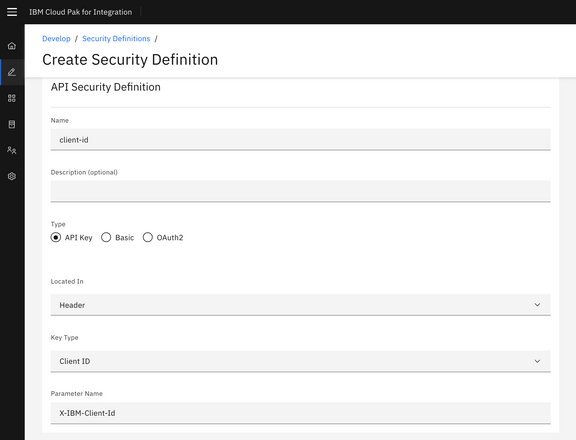 IBM Cloud Pak for Integration
Develop / Security Definitions /
Create Security Definition
API Security Definition
Name
client-id
Description (optional)
Type
API Key Basic OAuth2
Located In
Header
Key Type
Client ID
Parameter Name
X-IBM-Client-Id